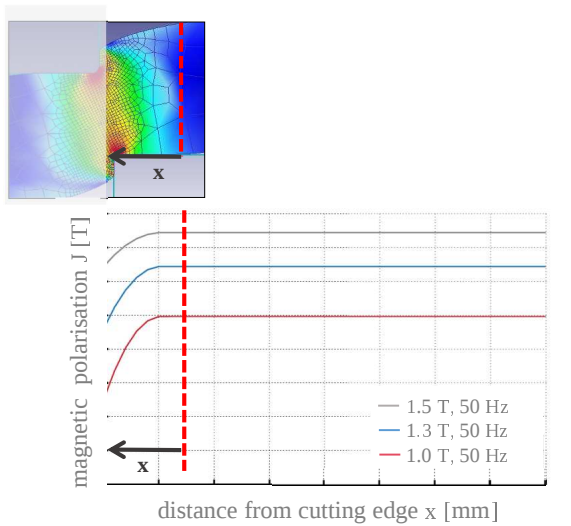 x
magnetic polarisation J [T]
1.5 T, 50 Hz
1.3 T, 50 Hz
1.0 T, 50 Hz
x
distance from cutting edge x [mm]